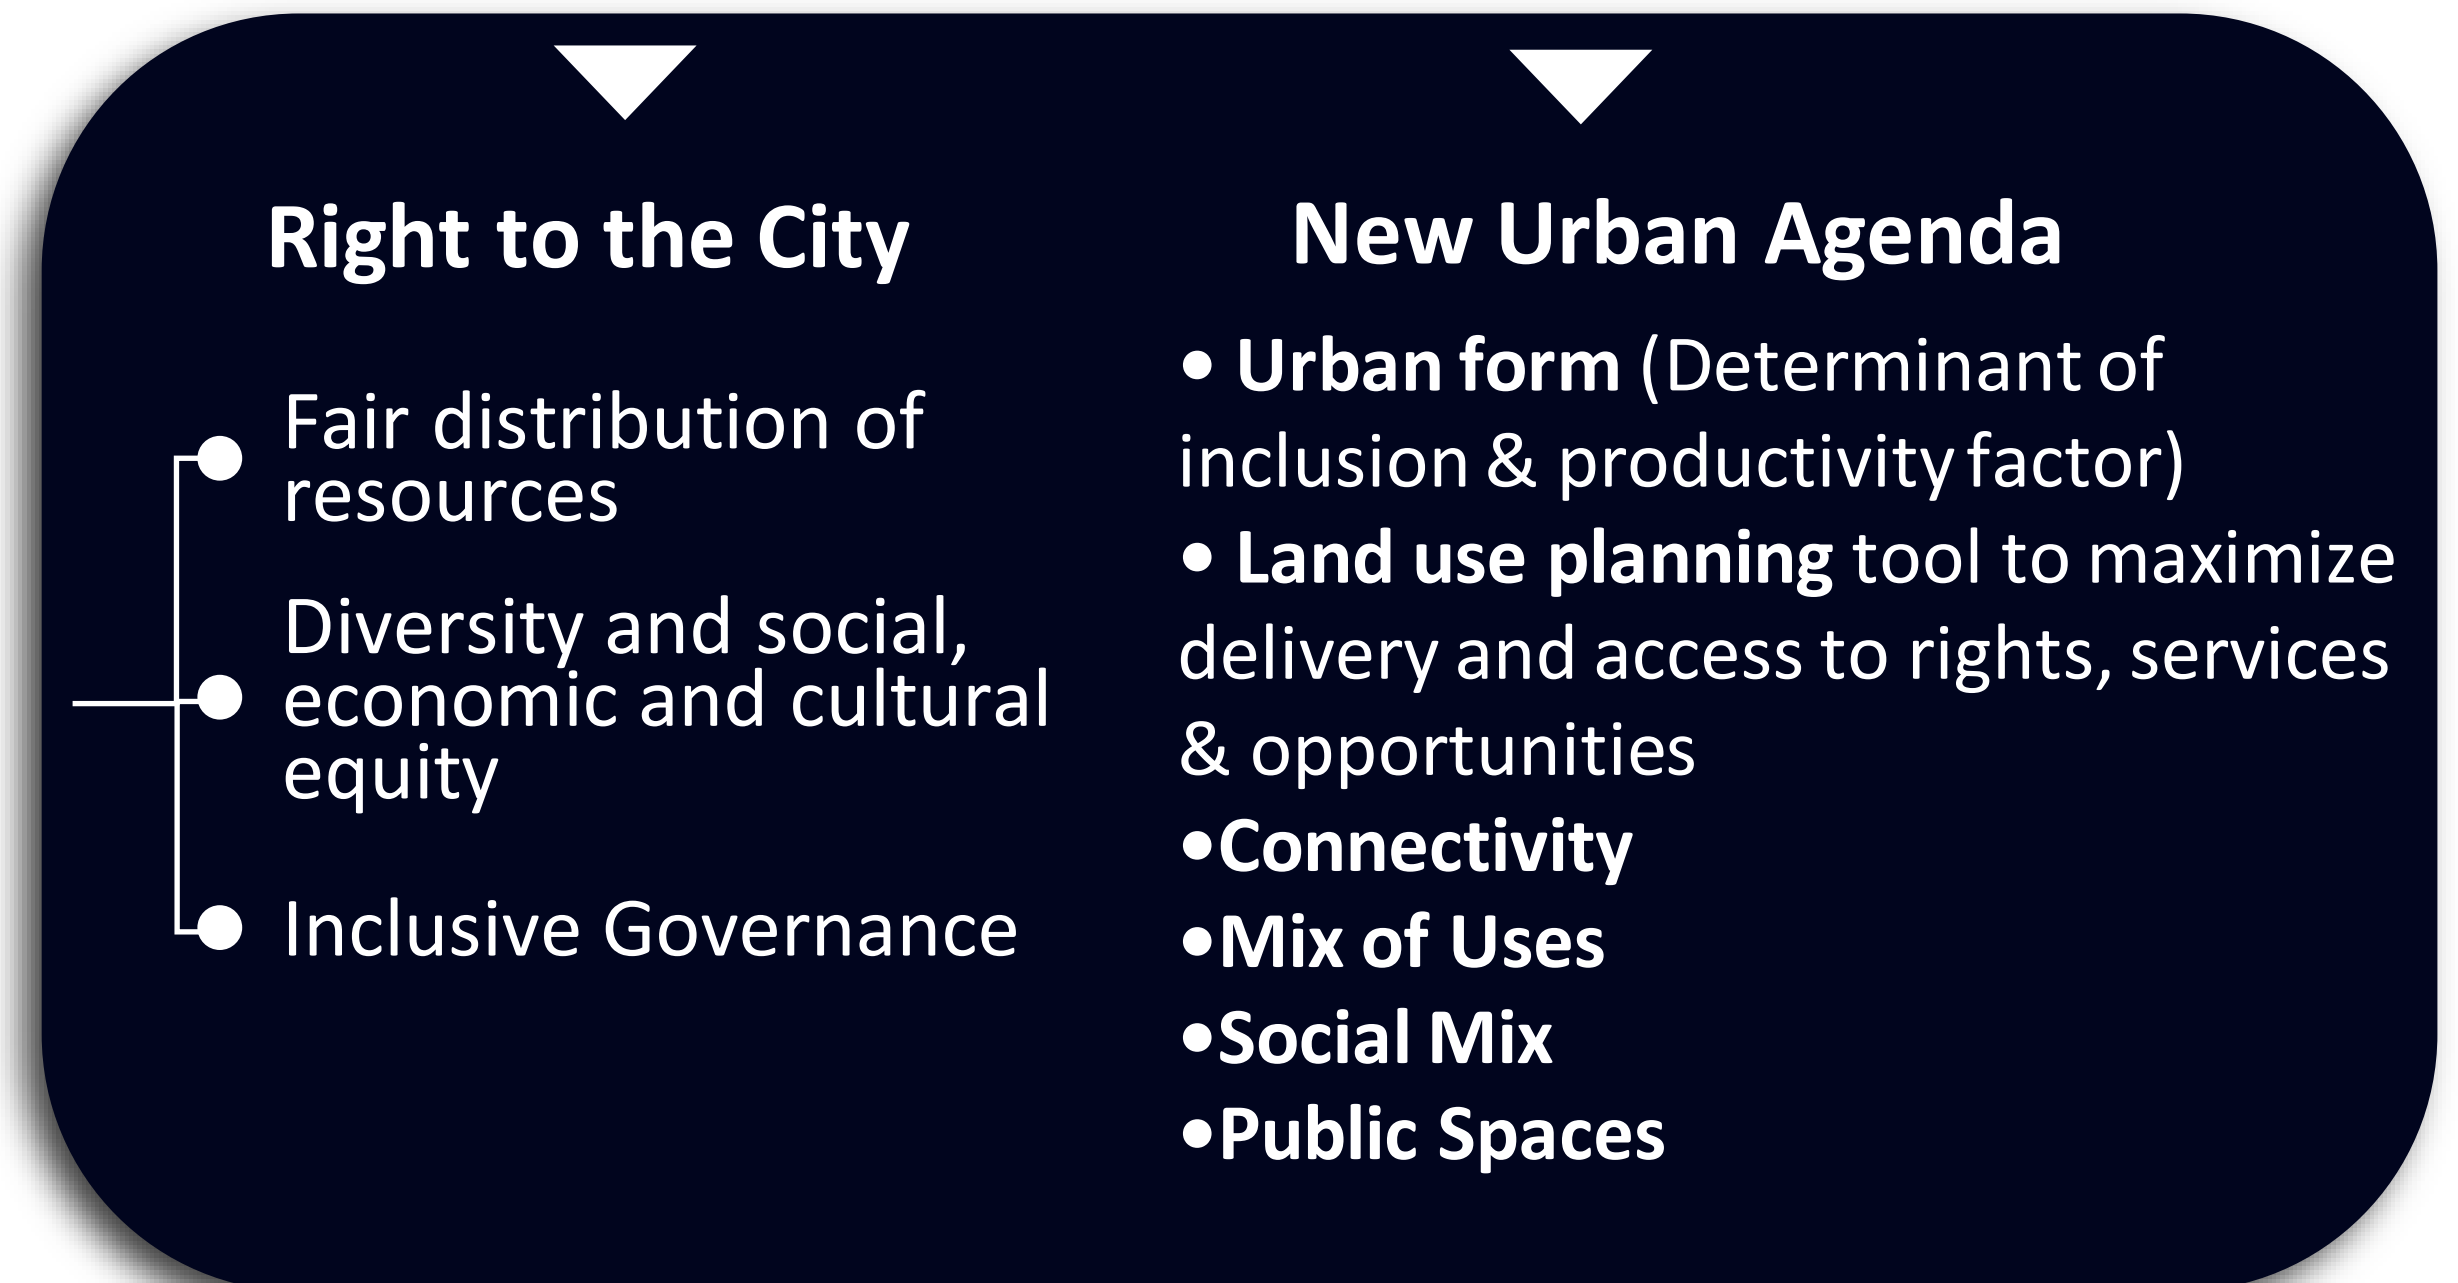 Right to the City
Fair distribution of
resources
Diversity and social,
economic and cultural
equity
Inclusive Governance
New Urban Agenda
• Urban form (Determinant of
inclusion & productivity factor)
• Land use planning tool to maximize
delivery and access to rights, services
& opportunities
•Connectivity
•Mix of Uses
•Social Mix
•Public Spaces